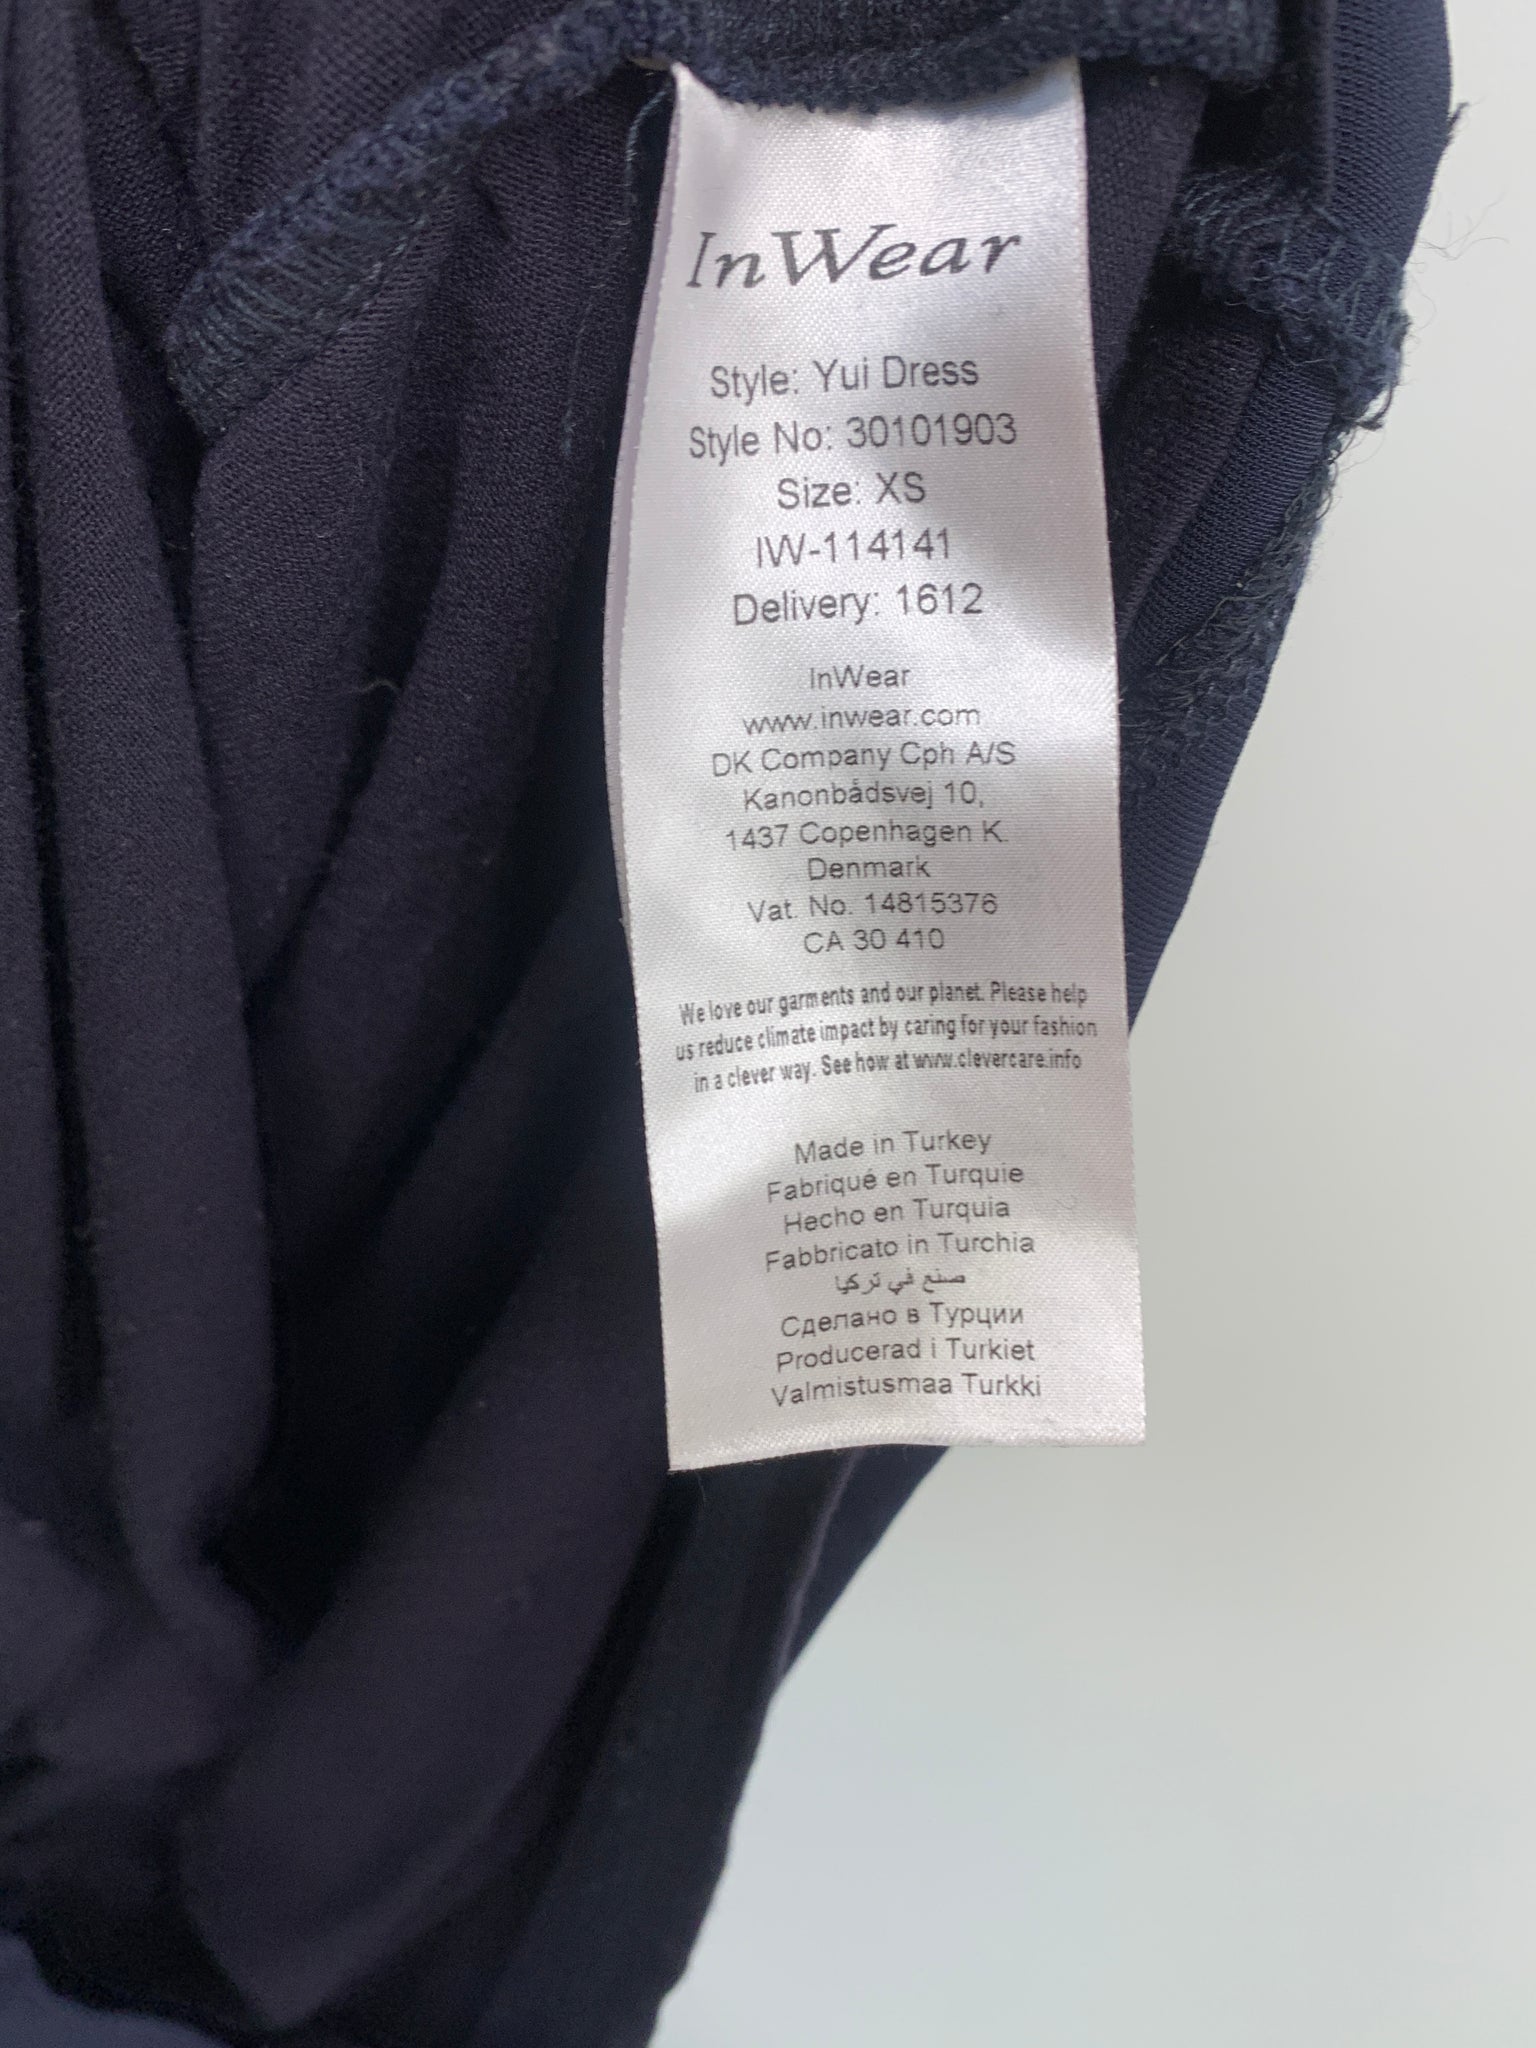 InWear
Style: Yui Dress
Style No: 30101903
Size: XS
IW-114141
Delivery: 1612
InWear
www.inwear.com
DK Company Cph A/S
Kanonbådsvej 10,
1437 Copenhagen K.
Denmark
Vat. No. 14815376
CA 30 410
We love our garments and our planet. Please help
us reduce climate impact by caring for your fashion
in a clever way. See how at www.clevercare.info
Made in Turkey
Fabriqué en Turquie
Hecho en Turquia
Fabbricato in Turchia
صنع في تركيا
Сделано в Турции
Producerad i Turkiet
Valmistusmaa Turkki